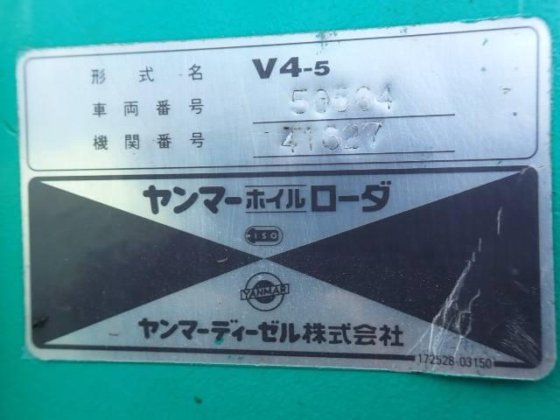 形式名 V4-5
車両番号 50564
機関番号 41627
ヤンマーホイルローダ
ISO
YANMAR
ヤンマーディーゼル株式会社
172528-03150